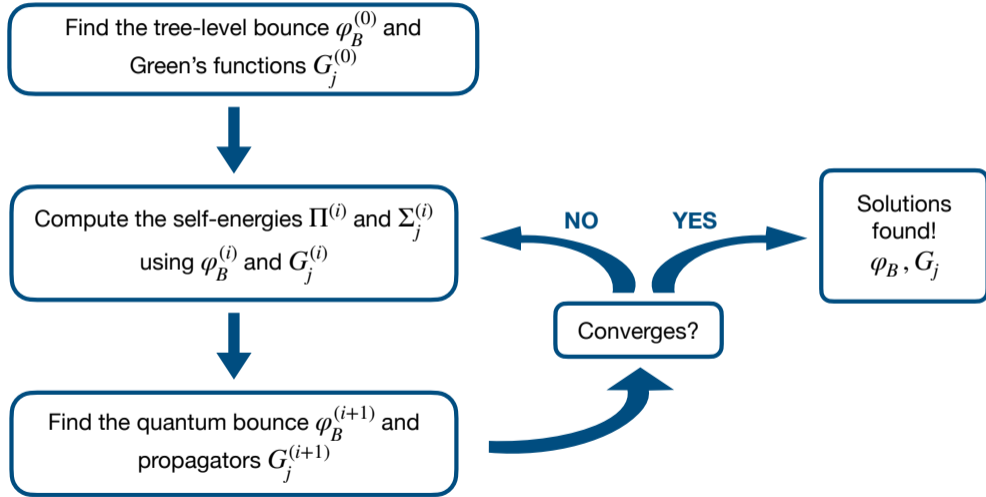 Find the tree-level bounce φ_B^(0) and
Green's functions G_j^(0)
Compute the self-energies Π^(i) and Σ_j^(i)
using φ_B^(i) and G_j^(i)
Find the quantum bounce φ_B^(i+1) and
propagators G_j^(i+1)
NO
YES
Converges?
Solutions
found!
φ_B , G_j